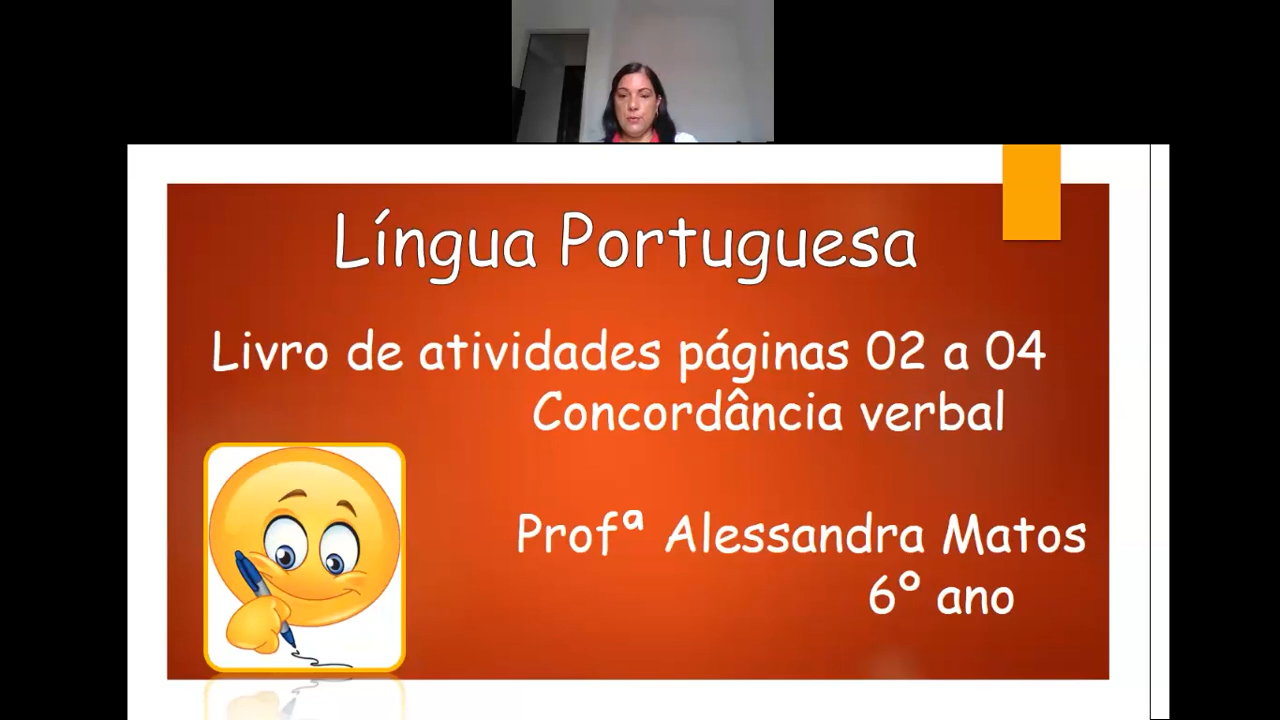 Língua Portuguesa
Livro de atividades páginas 02 a 04
Concordância verbal
Profª Alessandra Matos
6º ano